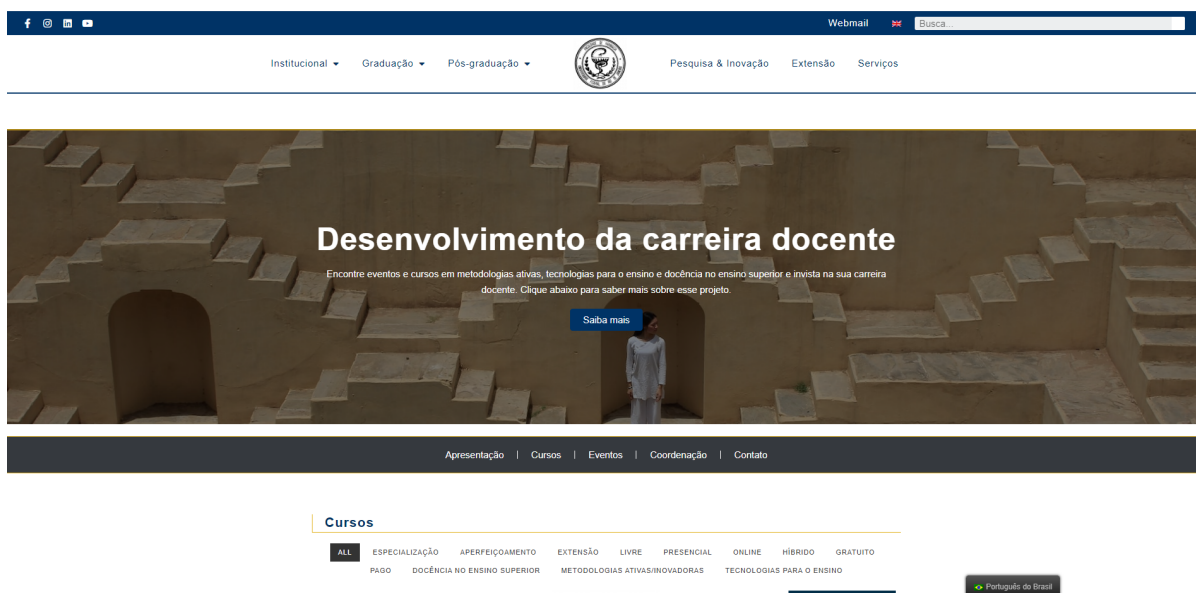 Webmail
Busca...
Institucional
Graduação
Pós-graduação
Pesquisa & Inovação
Extensão
Serviços
Desenvolvimento da carreira docente
Encontre eventos e cursos em metodologias ativas, tecnologias para o ensino e docência no ensino superior e invista na sua carreira
docente. Clique abaixo para saber mais sobre esse projeto.
Saiba mais
Apresentação | Cursos | Eventos | Coordenação | Contato
Cursos
ALL ESPECIALIZAÇÃO APERFEIÇOAMENTO EXTENSÃO LIVRE PRESENCIAL ONLINE HÍBRIDO GRATUITO
PAGO DOCÊNCIA NO ENSINO SUPERIOR METODOLOGIAS ATIVAS/INOVADORAS TECNOLOGIAS PARA O ENSINO
Português do Brasil